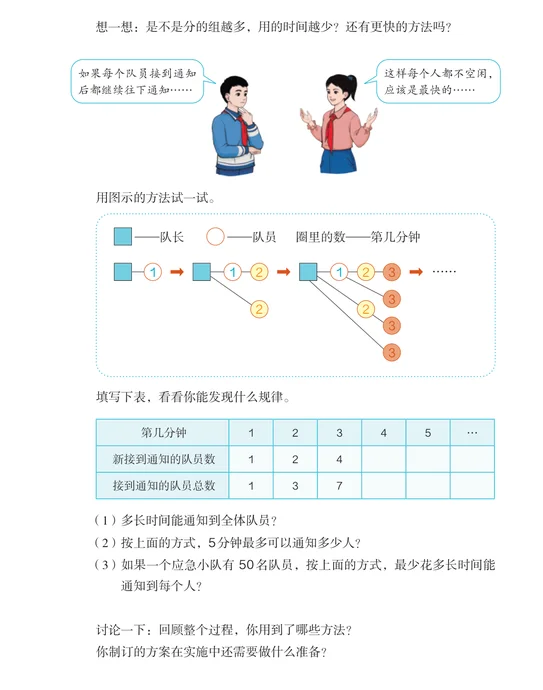 想一想：是不是分的组越多，用的时间越少？还有更快的方法吗？
如果每个队员接到通知
后都继续往下通知……
这样每个人都不空闲，
应该是最快的……
用图示的方法试一试。
——队长 ——队员 圈里的数——第几分钟
1 1 2 1 2 3 ……
3
2 2
3
3
填写下表，看看你能发现什么规律。
第几分钟 1 2 3 4 5 …
新接到通知的队员数 1 2 4
接到通知的队员总数 1 3 7
（1）多长时间能通知到全体队员？
（2）按上面的方式，5分钟最多可以通知多少人？
（3）如果一个应急小队有 50 名队员，按上面的方式，最少花多长时间能
通知到每个人？
讨论一下：回顾整个过程，你用到了哪些方法？
你制订的方案在实施中还需要做什么准备？